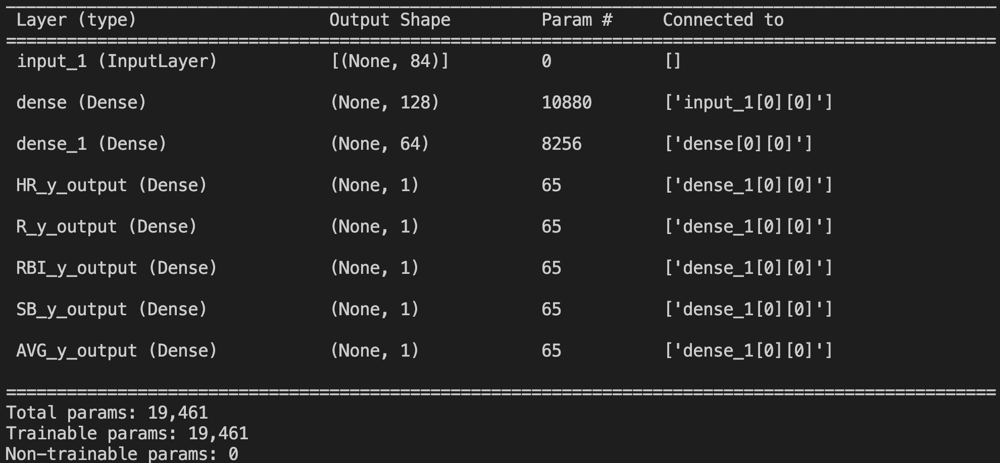 Layer (type) Output Shape Param # Connected to
==================================================================================================
input_1 (InputLayer) [(None, 84)] 0 []
dense (Dense) (None, 128) 10880 ['input_1[0][0]']
dense_1 (Dense) (None, 64) 8256 ['dense[0][0]']
HR_y_output (Dense) (None, 1) 65 ['dense_1[0][0]']
R_y_output (Dense) (None, 1) 65 ['dense_1[0][0]']
RBI_y_output (Dense) (None, 1) 65 ['dense_1[0][0]']
SB_y_output (Dense) (None, 1) 65 ['dense_1[0][0]']
AVG_y_output (Dense) (None, 1) 65 ['dense_1[0][0]']
==================================================================================================
Total params: 19,461
Trainable params: 19,461
Non-trainable params: 0